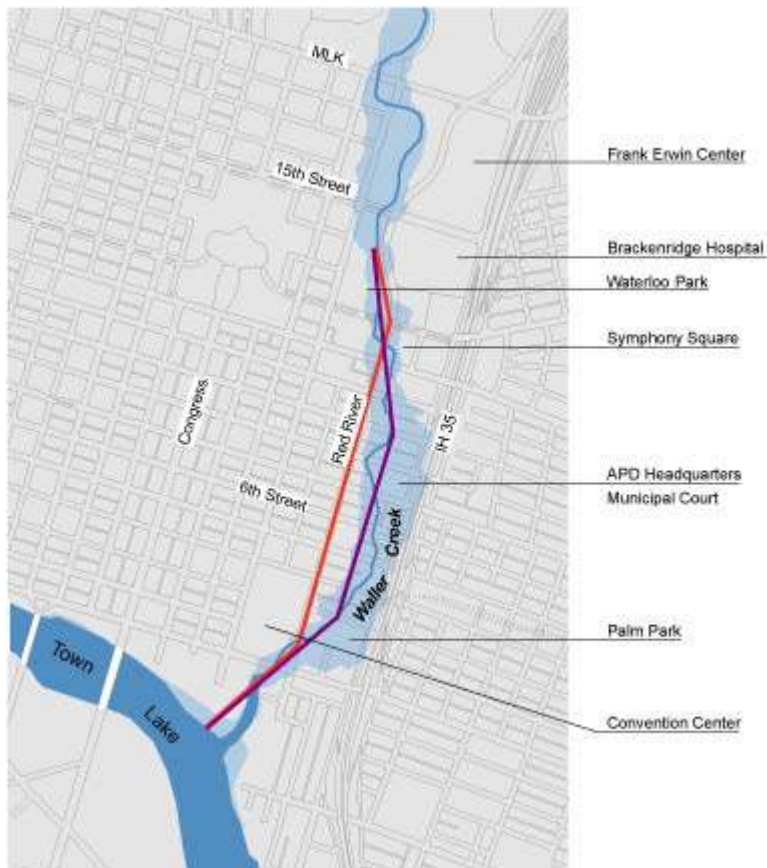 MLK
15th Street
Frank Erwin Center
Brackenridge Hospital
Waterloo Park
Symphony Square
Congress
Red River
IH 35
6th Street
APD Headquarters
Municipal Court
Waller Creek
Palm Park
Town Lake
Convention Center